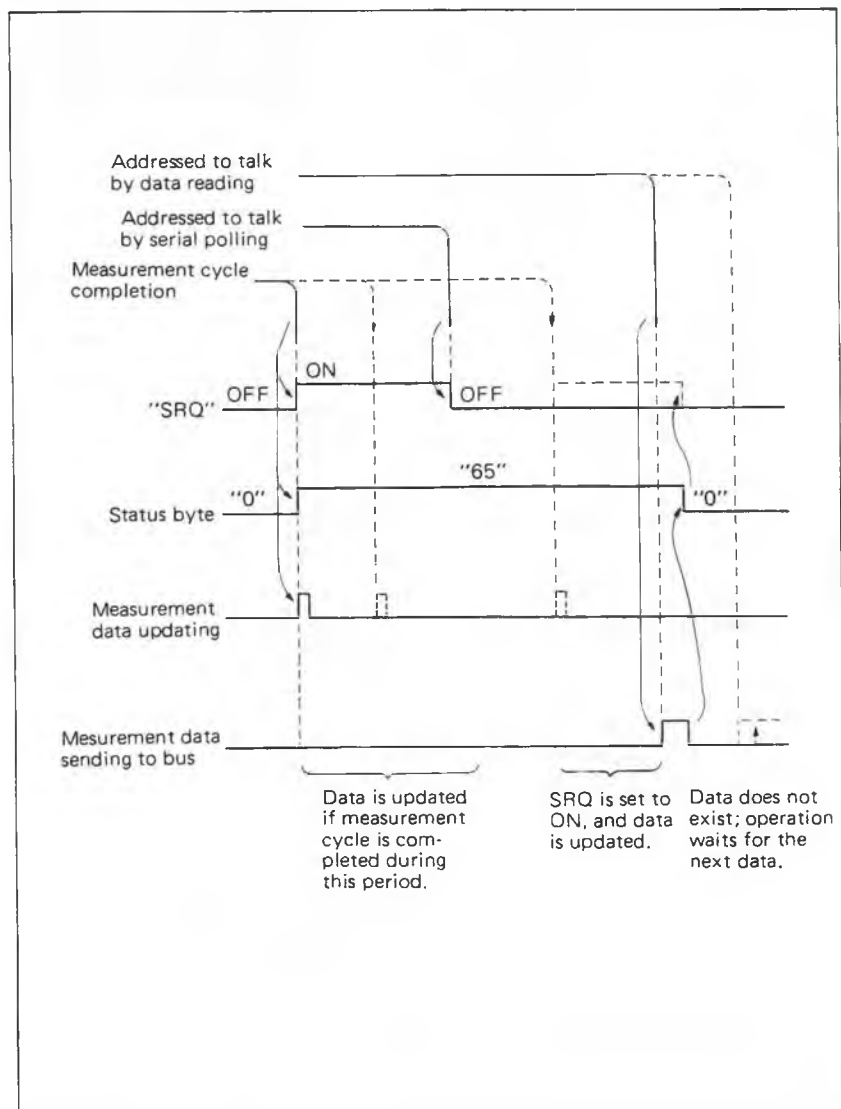 Addressed to talk
by data reading
Addressed to talk
by serial polling
Measurement cycle
completion
ON
OFF
OFF
"SRQ"
"65"
"0"
"0"
Status byte
Measurement
data updating
Mesurement data
sending to bus
Data is updated
if measurement
cycle is com-
pleted during
this period.
SRQ is set to
ON, and data
is updated.
Data does not
exist; operation
waits for the
next data.